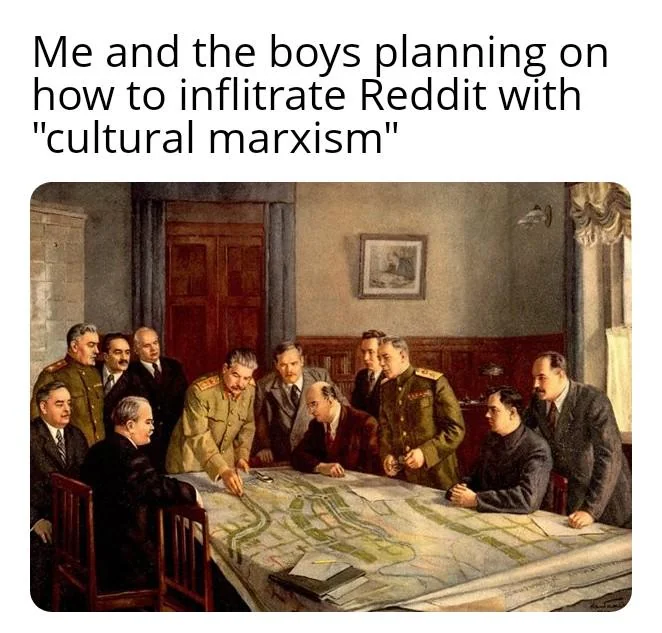 Me and the boys planning on
how to inflitrate Reddit with
"cultural marxism"